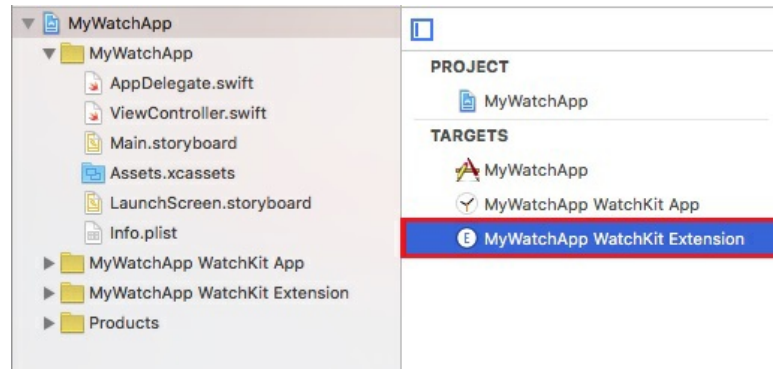 MyWatchApp
MyWatchApp
AppDelegate.swift
ViewController.swift
Main.storyboard
Assets.xcassets
LaunchScreen.storyboard
Info.plist
MyWatchApp WatchKit App
MyWatchApp WatchKit Extension
Products
PROJECT
MyWatchApp
TARGETS
MyWatchApp
MyWatchApp WatchKit App
E MyWatchApp WatchKit Extension